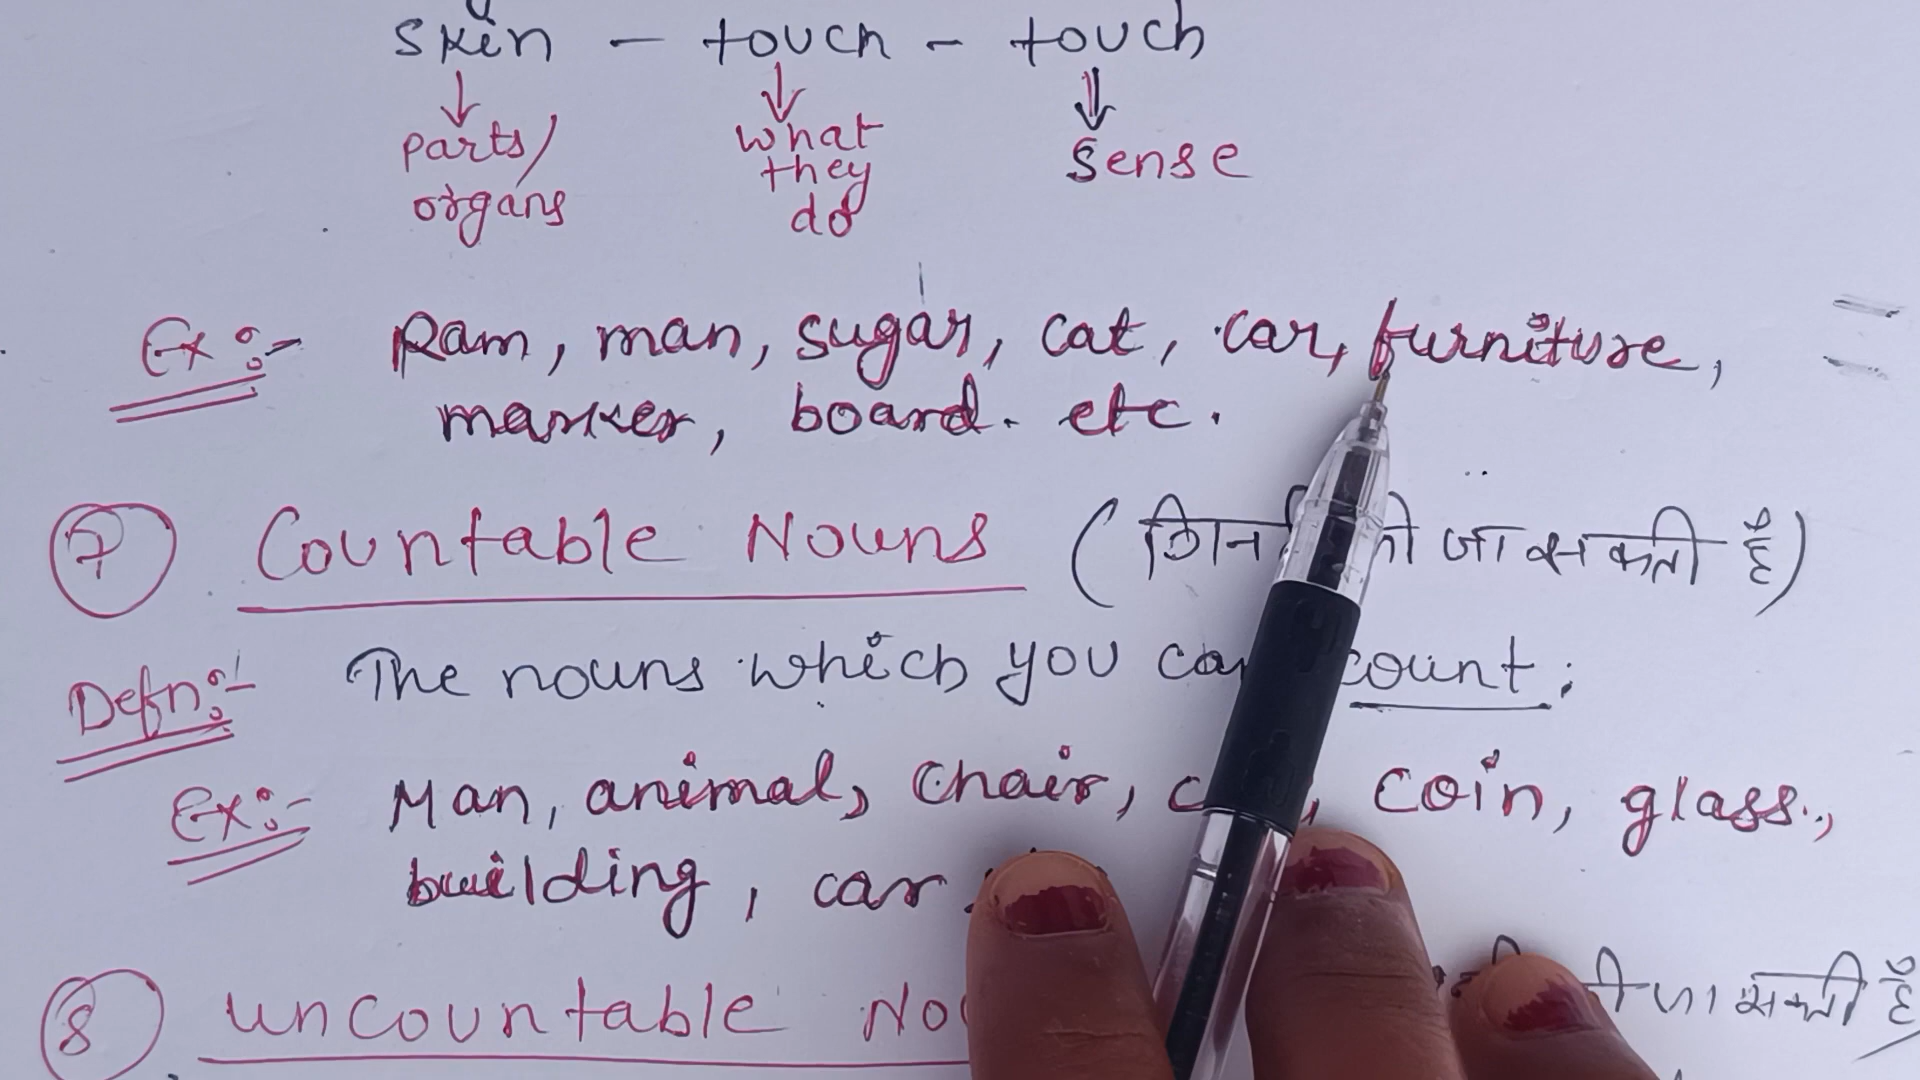 skin - touch - touch
parts/ what Sense
organs they
do
Ex:- Ram, man, sugar, cat, car, furniture,
marker, board. etc.
7 Countable Nouns ( जा सकती है)
Defn:- The nouns which you can count.
Ex:- Man, animal, chair, coin, glass.,
building, car
8 uncountable